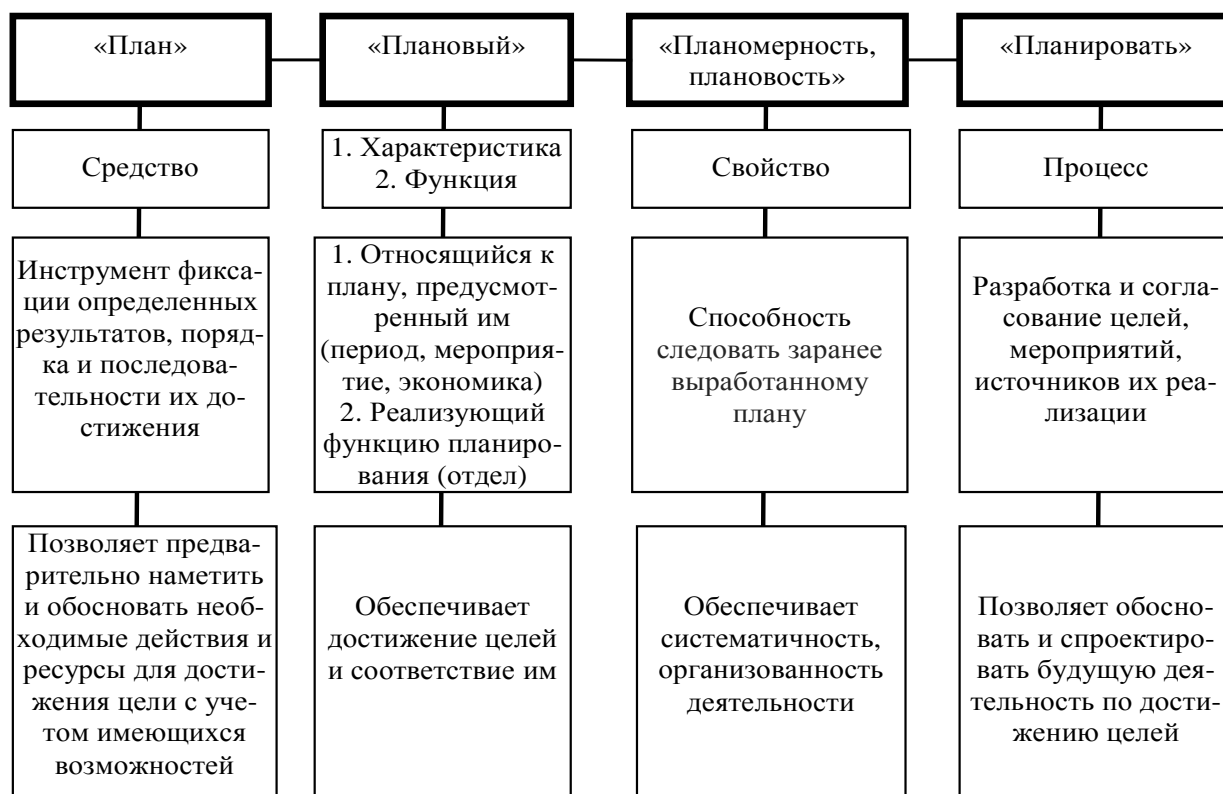 «План»
«Плановый»
«Планомерность,
плановость»
«Планировать»
Средство
1. Характеристика
2. Функция
Свойство
Процесс
Инструмент фикса-
ции определенных
результатов, поряд-
ка и последова-
тельности их до-
стижения
1. Относящийся к
плану, предусмот-
ренный им
(период, мероприя-
тие, экономика)
2. Реализующий
функцию планиро-
вания (отдел)
Способность
следовать заранее
выработанному
плану
Разработка и согла-
сование целей,
мероприятий,
источников их реа-
лизации
Позволяет предва-
рительно наметить
и обосновать необ-
ходимые действия и
ресурсы для дости-
жения цели с уче-
том имеющихся
возможностей
Обеспечивает
достижение целей
и соответствие им
Обеспечивает
систематичность,
организованность
деятельности
Позволяет обосно-
вать и спроектиро-
вать будущую дея-
тельность по дости-
жению целей